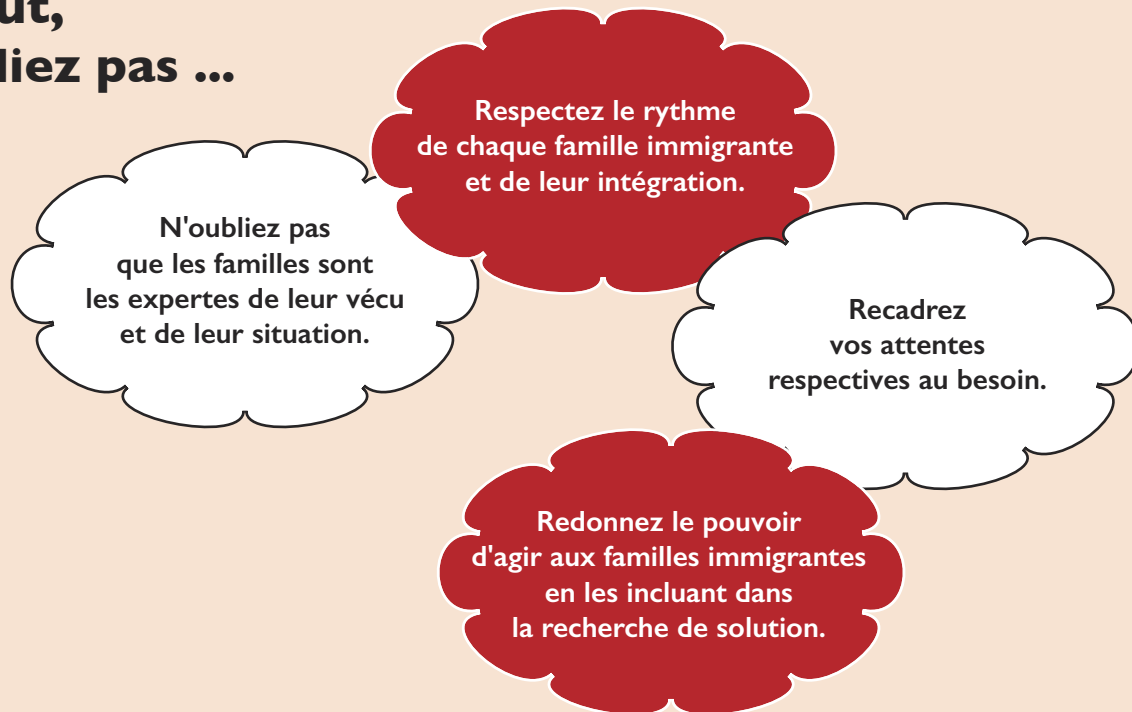 ut,
liez pas ...
Respectez le rythme
de chaque famille immigrante
et de leur intégration.
N'oubliez pas
que les familles sont
les expertes de leur vécu
et de leur situation.
Recadrez
vos attentes
respectives au besoin.
Redonnez le pouvoir
d'agir aux familles immigrantes
en les incluant dans
la recherche de solution.